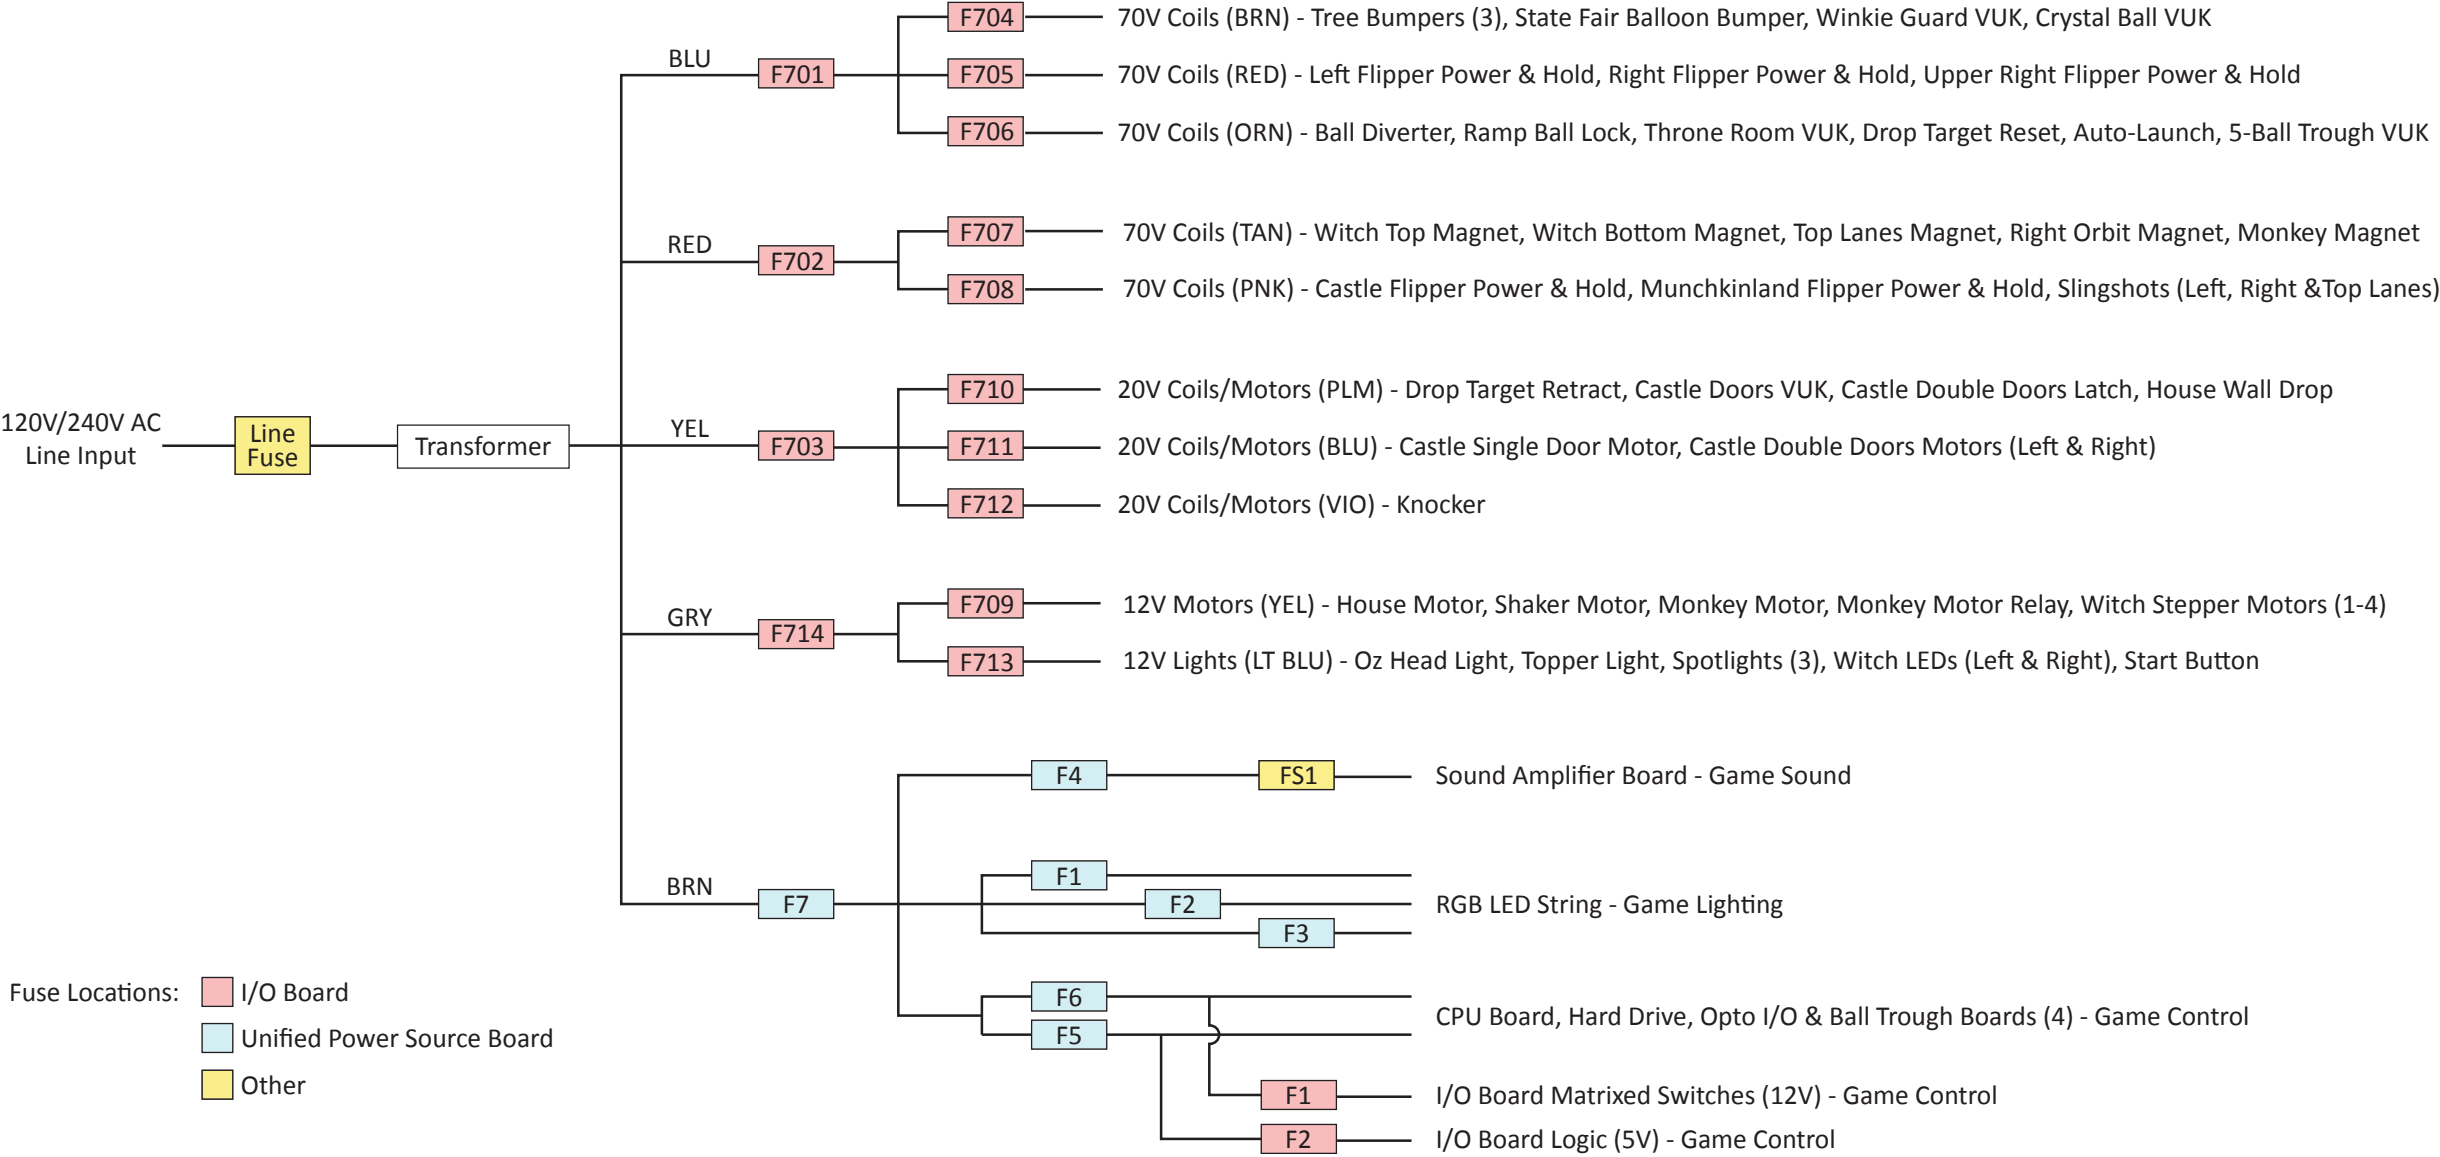 F704
70V Coils (BRN) - Tree Bumpers (3), State Fair Balloon Bumper, Winkie Guard VUK, Crystal Ball VUK
BLU
F701
F705
70V Coils (RED) - Left Flipper Power & Hold, Right Flipper Power & Hold, Upper Right Flipper Power & Hold
F706
70V Coils (ORN) - Ball Diverter, Ramp Ball Lock, Throne Room VUK, Drop Target Reset, Auto-Launch, 5-Ball Trough VUK
F707
70V Coils (TAN) - Witch Top Magnet, Witch Bottom Magnet, Top Lanes Magnet, Right Orbit Magnet, Monkey Magnet
RED
F702
F708
70V Coils (PNK) - Castle Flipper Power & Hold, Munchkinland Flipper Power & Hold, Slingshots (Left, Right &Top Lanes)
F710
20V Coils/Motors (PLM) - Drop Target Retract, Castle Doors VUK, Castle Double Doors Latch, House Wall Drop
120V/240V AC
Line Input
Line
Fuse
Transformer
YEL
F703
F711
20V Coils/Motors (BLU) - Castle Single Door Motor, Castle Double Doors Motors (Left & Right)
F712
20V Coils/Motors (VIO) - Knocker
F709
12V Motors (YEL) - House Motor, Shaker Motor, Monkey Motor, Monkey Motor Relay, Witch Stepper Motors (1-4)
GRY
F714
F713
12V Lights (LT BLU) - Oz Head Light, Topper Light, Spotlights (3), Witch LEDs (Left & Right), Start Button
F4
FS1
Sound Amplifier Board - Game Sound
F1
BRN
F7
F2
RGB LED String - Game Lighting
F3
Fuse Locations:
I/O Board
Unified Power Source Board
Other
F6
F5
CPU Board, Hard Drive, Opto I/O & Ball Trough Boards (4) - Game Control
F1
I/O Board Matrixed Switches (12V) - Game Control
F2
I/O Board Logic (5V) - Game Control